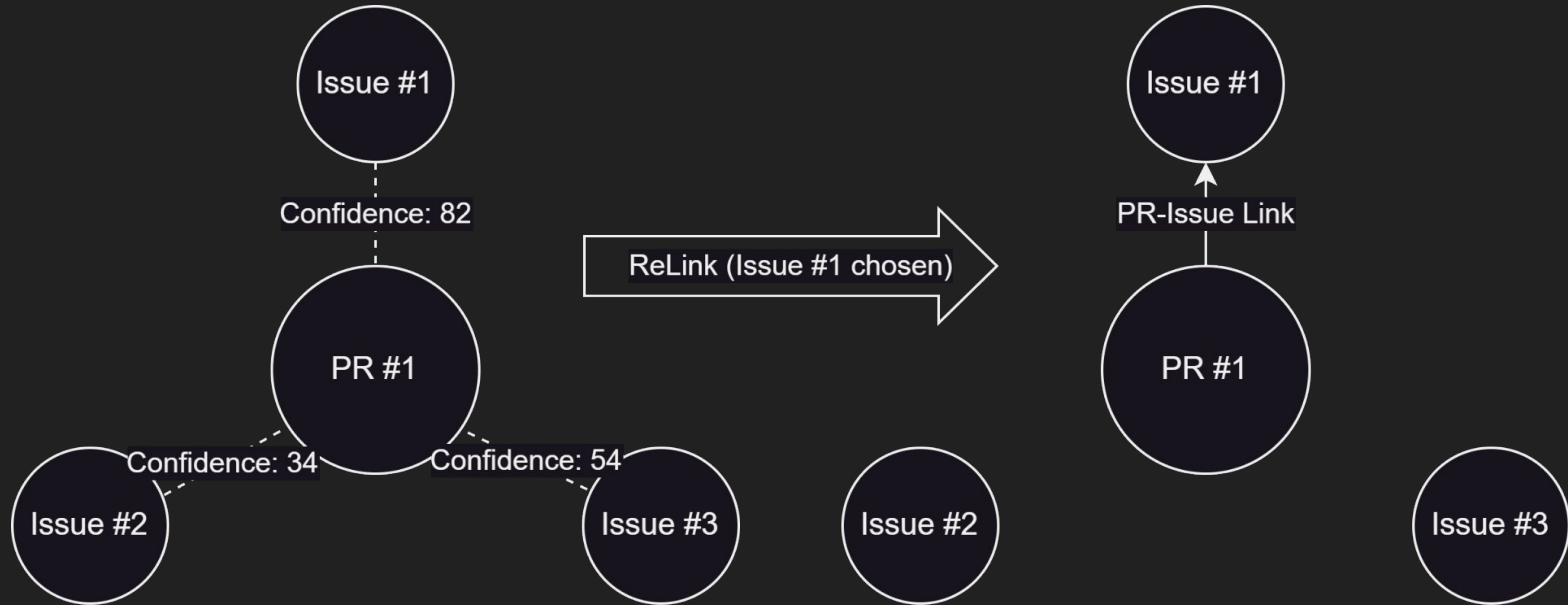 Issue #1
Confidence: 82
PR #1
Confidence: 34
Confidence: 54
Issue #2
Issue #3
ReLink (Issue #1 chosen)
Issue #1
PR-Issue Link
PR #1
Issue #2
Issue #3